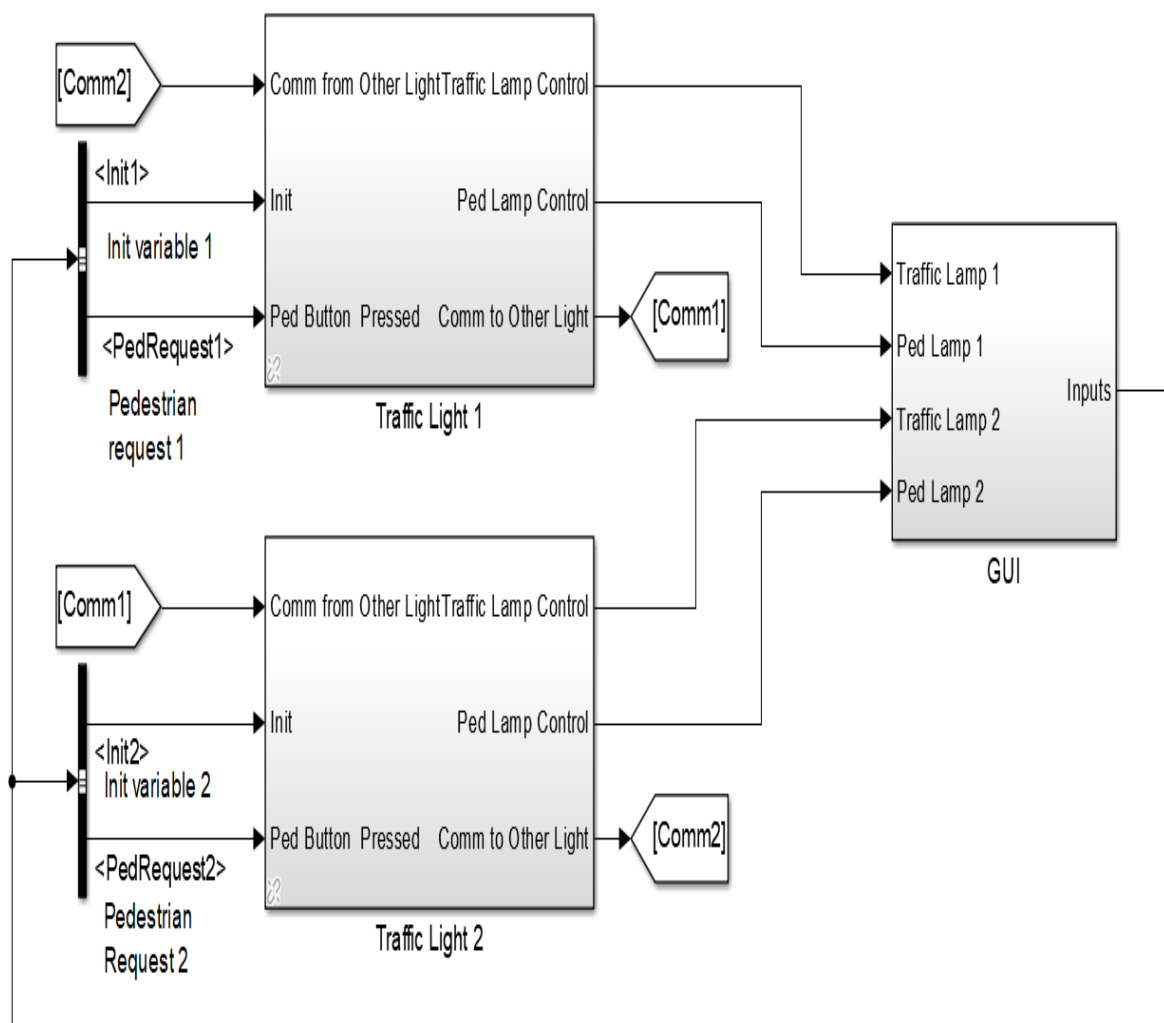 [Comm2]
<Init1>
Init variable 1
<PedRequest1>
Pedestrian
request 1
Comm from Other Light
Traffic Lamp Control
Init
Ped Lamp Control
Ped Button Pressed
Comm to Other Light
Traffic Light 1
[Comm1]
Traffic Lamp 1
Ped Lamp 1
Traffic Lamp 2
Ped Lamp 2
Inputs
GUI
[Comm1]
<Init2>
Init variable 2
<PedRequest2>
Pedestrian
Request 2
Comm from Other Light
Traffic Lamp Control
Init
Ped Lamp Control
Ped Button Pressed
Comm to Other Light
Traffic Light 2
[Comm2]